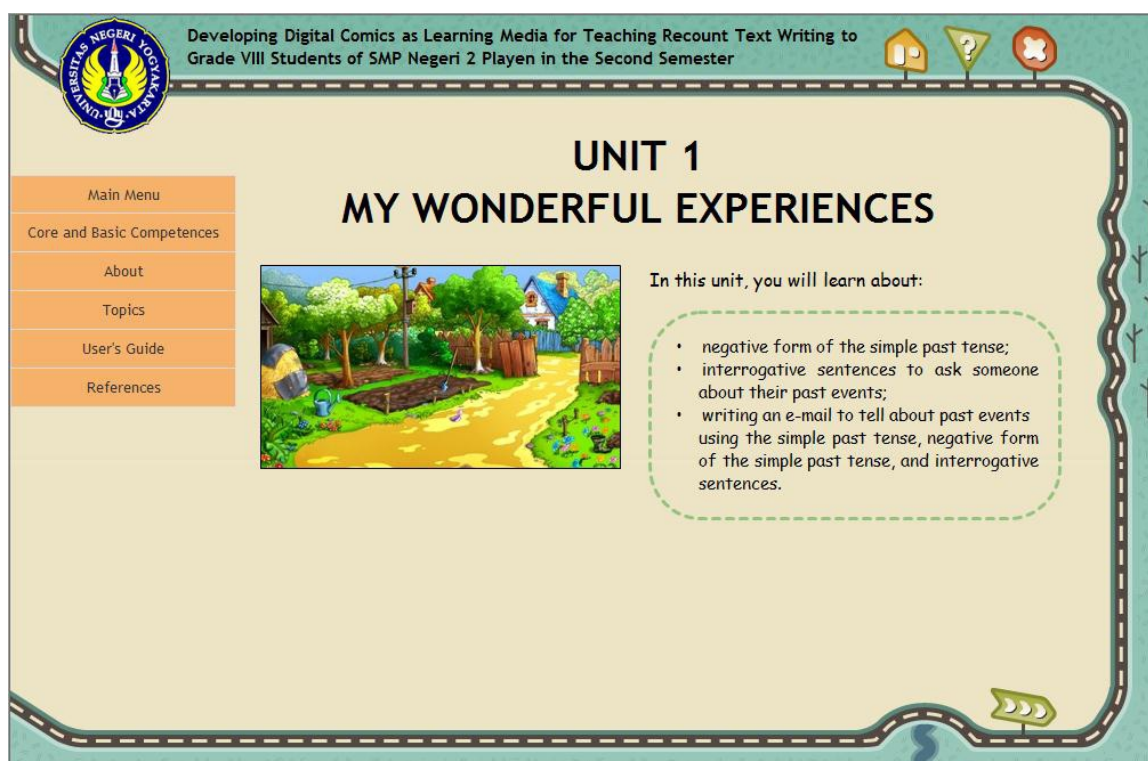 UNIVERSITAS NEGERI YOGYAKARTA
Developing Digital Comics as Learning Media for Teaching Recount Text Writing to
Grade VIII Students of SMP Negeri 2 Playen in the Second Semester
?
UNIT 1
MY WONDERFUL EXPERIENCES
Main Menu
Core and Basic Competences
About
Topics
User's Guide
References
In this unit, you will learn about:
• negative form of the simple past tense;
• interrogative sentences to ask someone
about their past events;
• writing an e-mail to tell about past events
using the simple past tense, negative form
of the simple past tense, and interrogative
sentences.